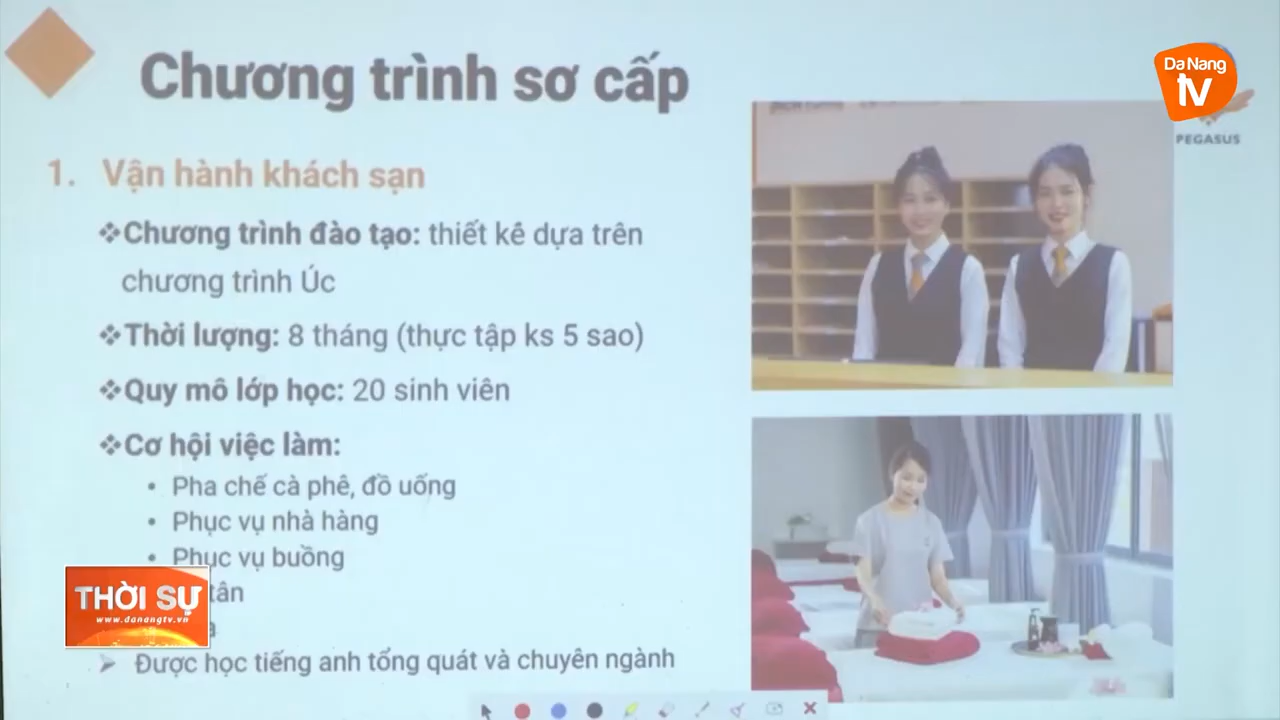 Chương trình sơ cấp
Da Nang
tv
PEGASUS
1. Vận hành khách sạn
❖Chương trình đào tạo: thiết kế dựa trên
chương trình Úc
❖Thời lượng: 8 tháng (thực tập ks 5 sao)
❖Quy mô lớp học: 20 sinh viên
❖Cơ hội việc làm:
• Pha chế cà phê, đồ uống
• Phục vụ nhà hàng
• Phục vụ buồng
tân
THỜI SỰ
www.danangtv.vn
➢ Được học tiếng anh tổng quát và chuyên ngành